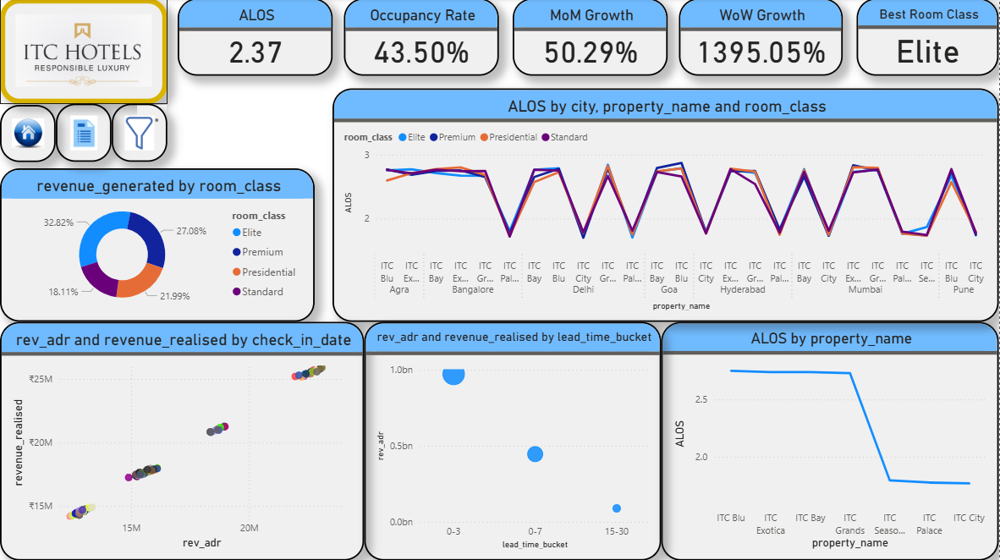 ITC HOTELS
RESPONSIBLE LUXURY
ALOS
2.37
Occupancy Rate
43.50%
MoM Growth
50.29%
WoW Growth
1395.05%
Best Room Class
Elite
ALOS by city, property_name and room_class
room_class Elite Premium Presidential Standard
3
2
ALOS
ITC Blu
ITC Ex...
ITC Bay
ITC Ex...
ITC Gr...
ITC Pal...
ITC Bay
ITC Blu
ITC City
ITC Gr...
ITC Pal...
ITC Bay
ITC Blu
ITC City
ITC Ex...
ITC Gr...
ITC Pal...
ITC Bay
ITC City
ITC Ex...
ITC Gr...
ITC Pal...
ITC Se...
ITC Blu
ITC City
Agra Bangalore Delhi Goa Hyderabad Mumbai Pune
property_name
revenue_generated by room_class
32.82%
27.08%
18.11%
21.99%
room_class
Elite
Premium
Presidential
Standard
rev_adr and revenue_realised by check_in_date
revenue_realised
₹25M
₹20M
₹15M
15M 20M
rev_adr
rev_adr and revenue_realised by lead_time_bucket
rev_adr
1.0bn
0.5bn
0.0bn
0-3 0-7 15-30
lead_time_bucket
ALOS by property_name
ALOS
2.5
2.0
ITC Blu
ITC Exotica
ITC Bay
ITC Grands
ITC Seaso...
ITC Palace
ITC City
property_name